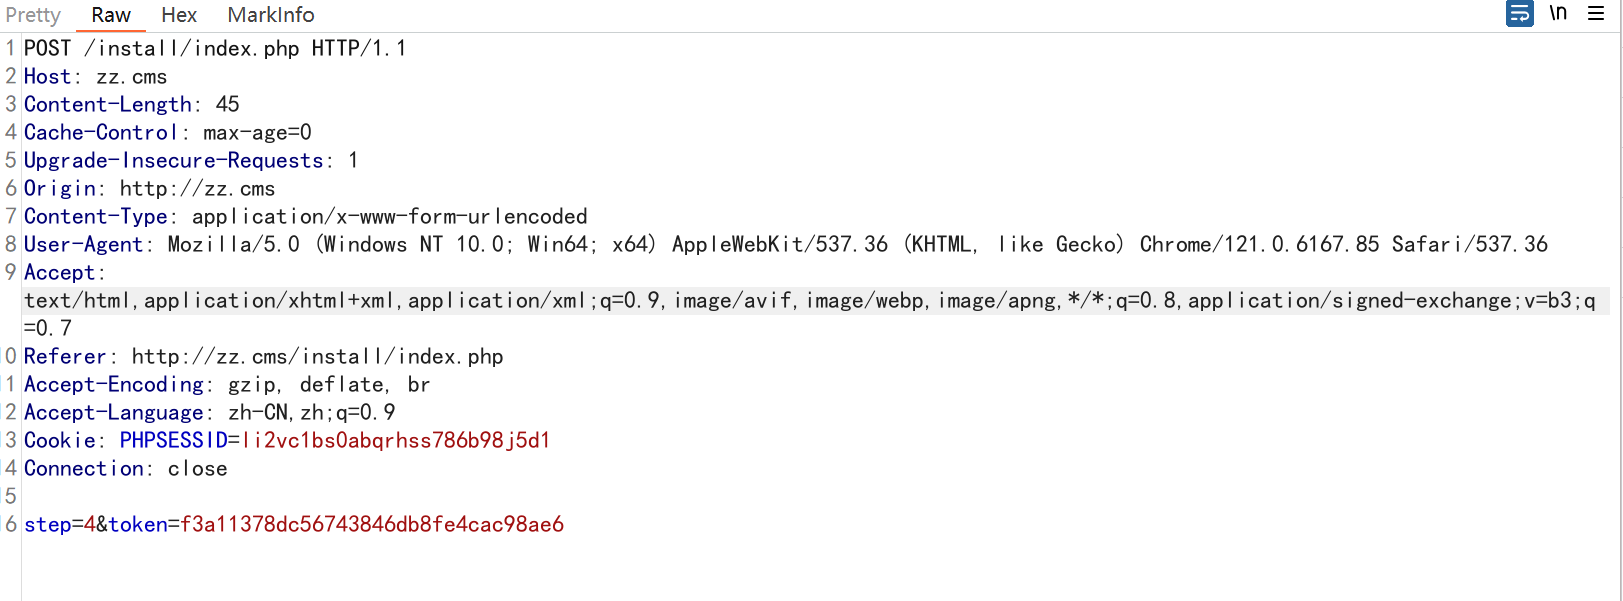 Pretty Raw Hex MarkInfo \n
1 POST /install/index.php HTTP/1.1
2 Host: zz.cms
3 Content-Length: 45
4 Cache-Control: max-age=0
5 Upgrade-Insecure-Requests: 1
6 Origin: http://zz.cms
7 Content-Type: application/x-www-form-urlencoded
8 User-Agent: Mozilla/5.0 (Windows NT 10.0; Win64; x64) AppleWebKit/537.36 (KHTML, like Gecko) Chrome/121.0.6167.85 Safari/537.36
9 Accept:
text/html,application/xhtml+xml,application/xml;q=0.9,image/avif,image/webp,image/apng,*/*;q=0.8,application/signed-exchange;v=b3;q
=0.7
0 Referer: http://zz.cms/install/index.php
1 Accept-Encoding: gzip, deflate, br
2 Accept-Language: zh-CN,zh;q=0.9
3 Cookie: PHPSESSID=li2vc1bs0abqrhss786b98j5d1
4 Connection: close
5
6 step=4&token=f3a11378dc56743846db8fe4cac98ae6